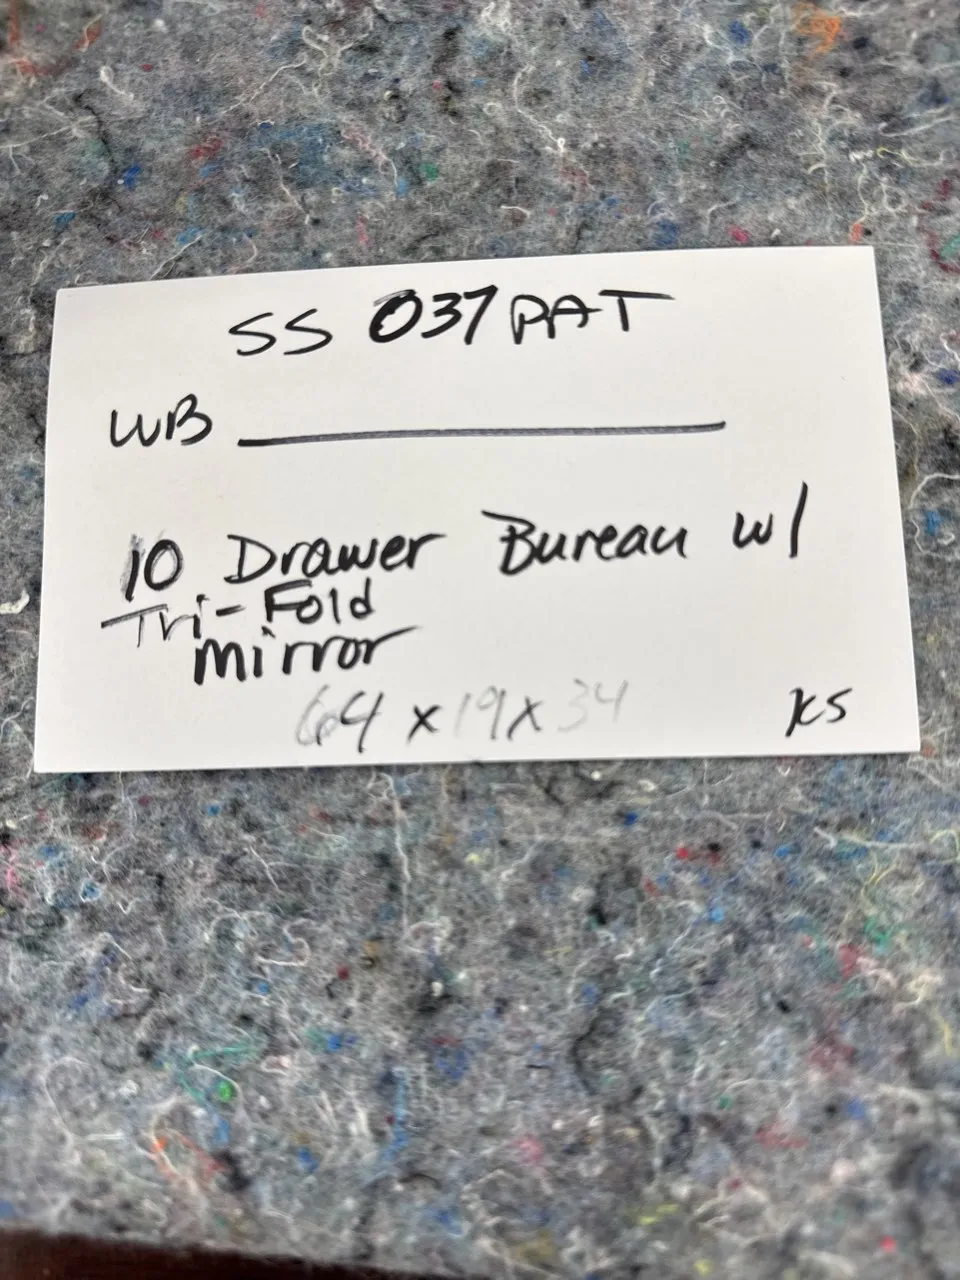 SS 037 PAT
WB
10 Drawer Bureau w/
Tri-Fold
mirror
64 x 19 x 34
KS